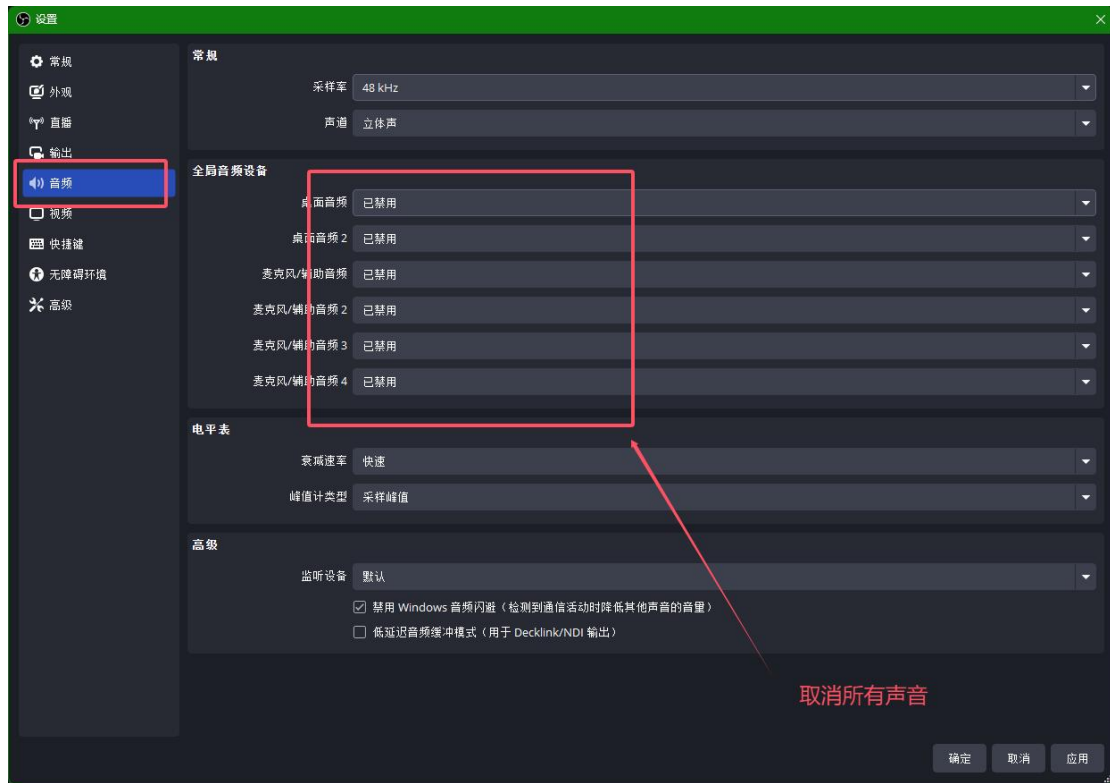 设置
常规
外观
直播
输出
音频
视频
快捷键
无障碍环境
高级
常规
采样率 48 kHz
声道 立体声
全局音频设备
桌面音频 已禁用
桌面音频 2 已禁用
麦克风/辅助音频 已禁用
麦克风/辅助音频 2 已禁用
麦克风/辅助音频 3 已禁用
麦克风/辅助音频 4 已禁用
电平表
衰减速率 快速
峰值计类型 采样峰值
高级
监听设备 默认
禁用 Windows 音频闪避（检测到通信活动时降低其他声音的音量）
低延迟音频缓冲模式（用于 Decklink/NDI 输出）
取消所有声音
确定 取消 应用